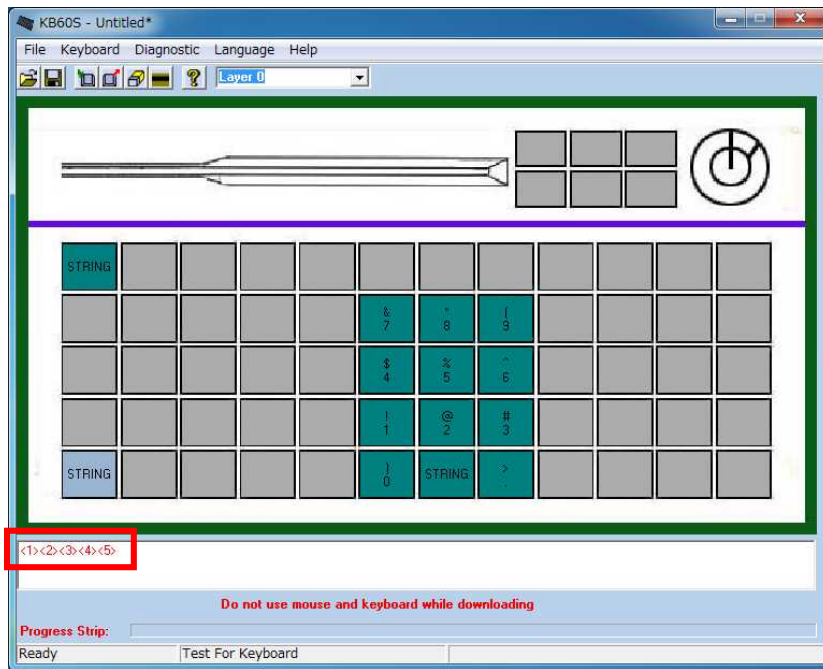 KB60S - Untitled*
File Keyboard Diagnostic Language Help
Layer 0
STRING
& * (
7 8 9
$ % ^
4 5 6
! @ #
1 2 3
STRING ) STRING >
0 .
<1><2><3><4><5>
Do not use mouse and keyboard while downloading
Progress Strip:
Ready Test For Keyboard